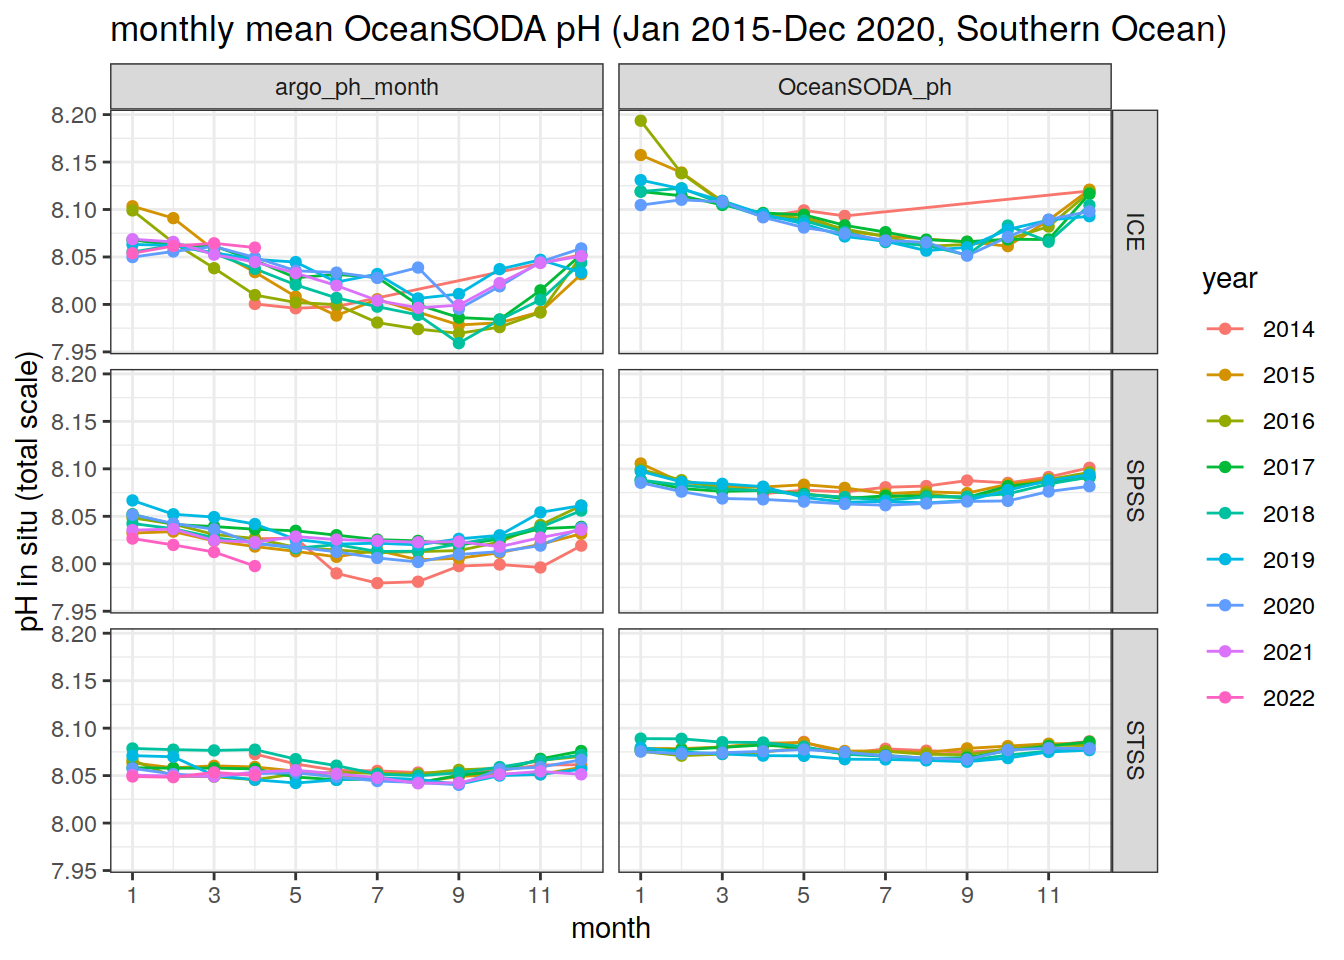 monthly mean OceanSODA pH (Jan 2015-Dec 2020, Southern Ocean)
argo_ph_month
OceanSODA_ph
8.20
8.15
8.10
8.05
8.00
7.95
ICE
8.20
8.15
8.10
8.05
8.00
7.95
SPSS
8.20
8.15
8.10
8.05
8.00
7.95
STSS
pH in situ (total scale)
1 3 5 7 9 11
1 3 5 7 9 11
month
year
2014
2015
2016
2017
2018
2019
2020
2021
2022